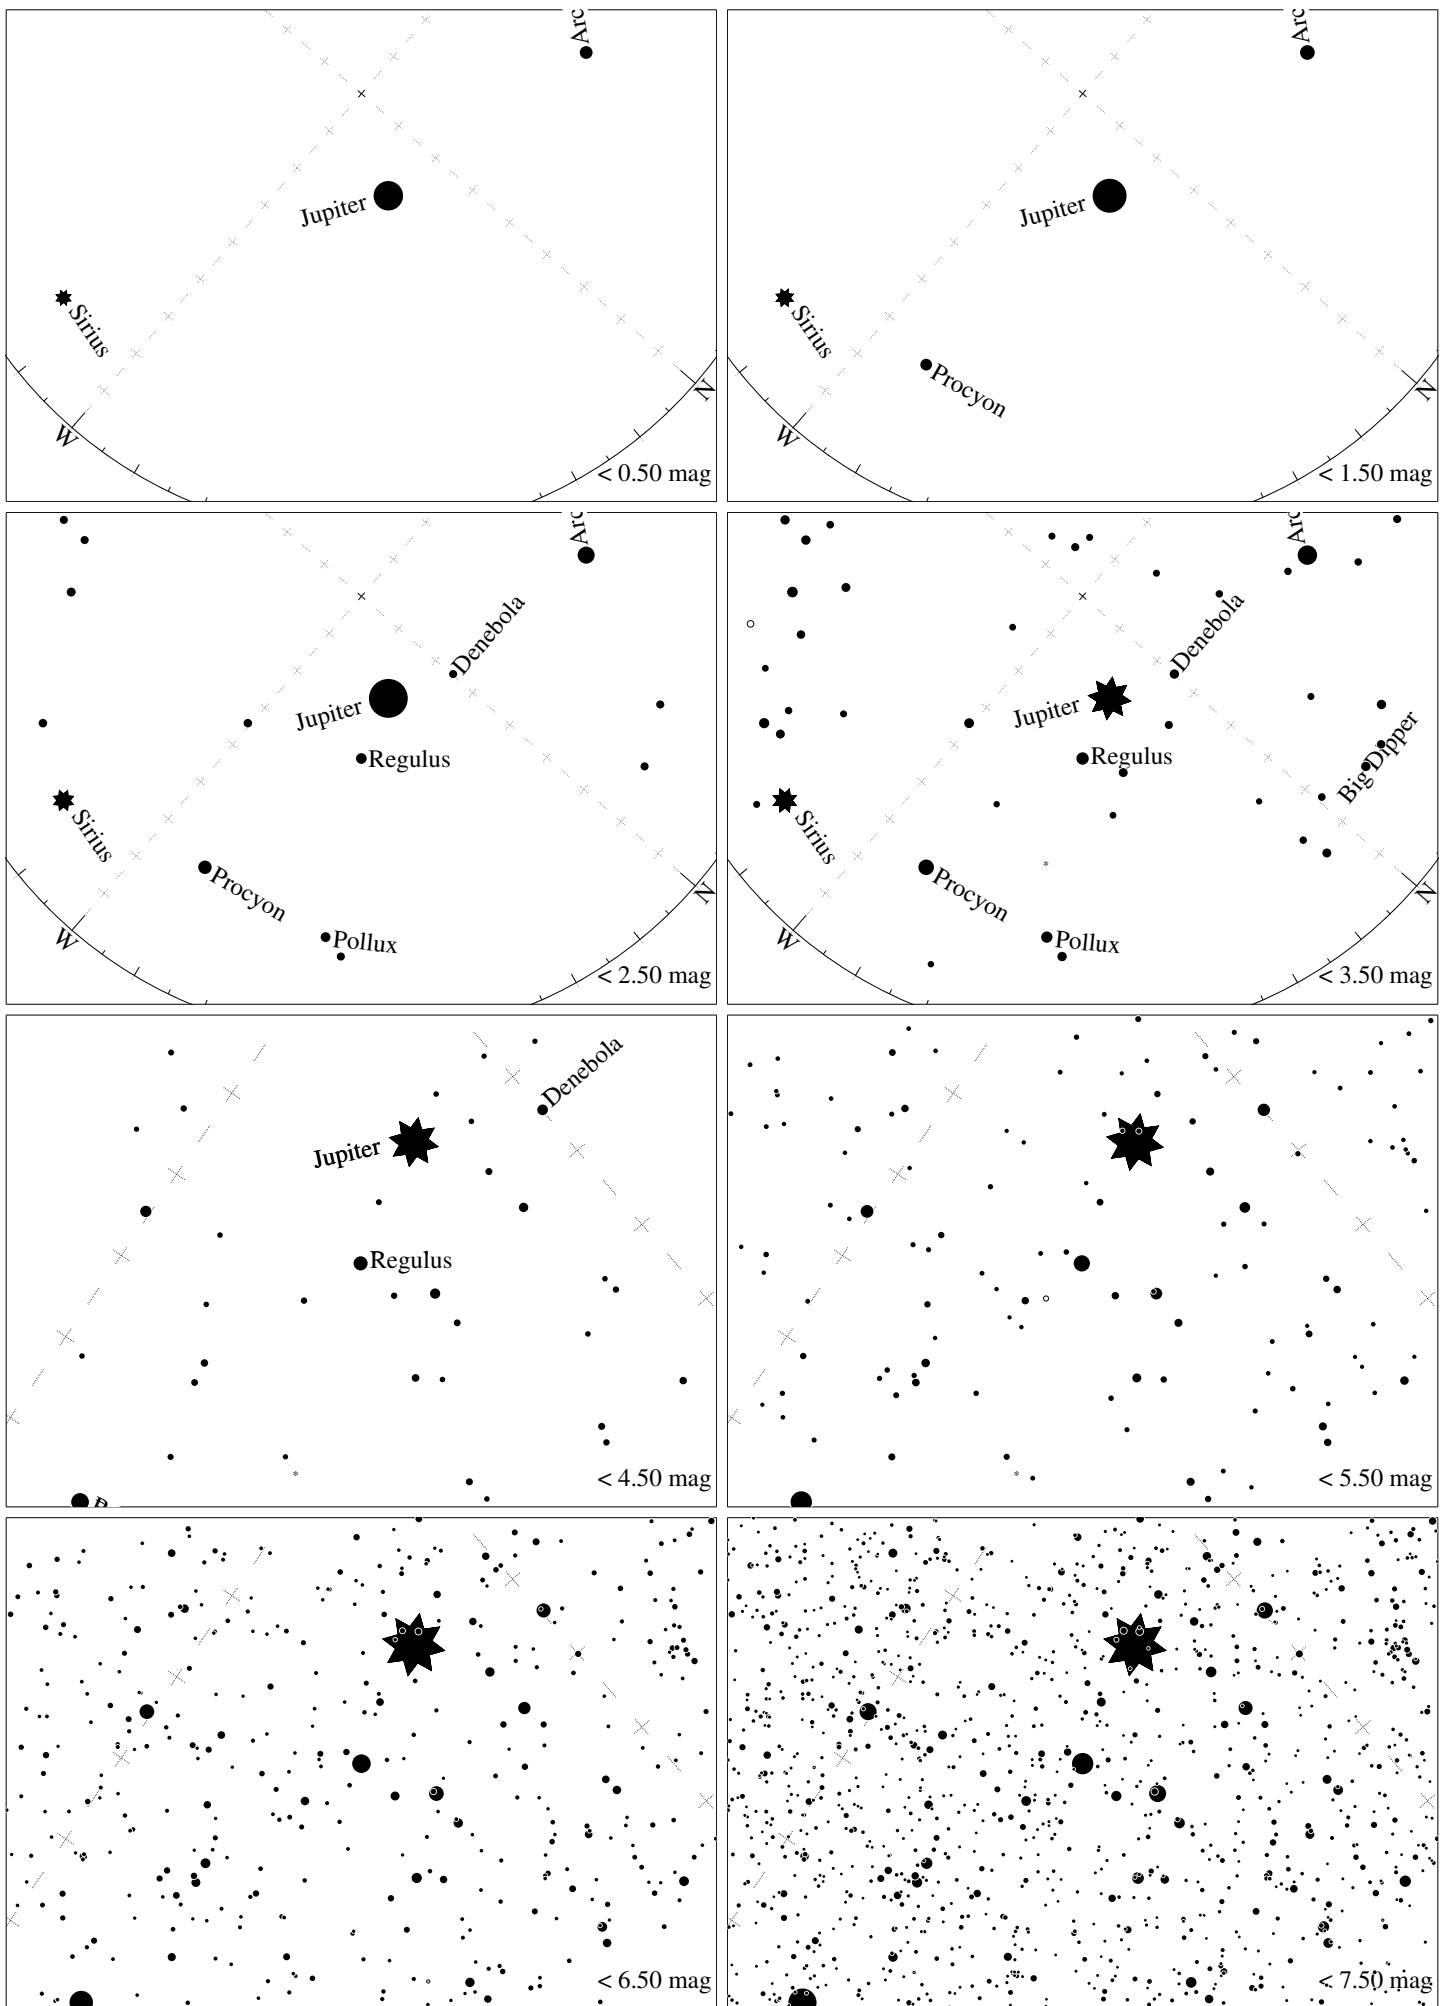 Arc
Jupiter
Sirius
W
N
< 0.50 mag
Arc
Jupiter
Sirius
Procyon
W
N
< 1.50 mag
Arc
Denebola
Jupiter
Regulus
Sirius
Procyon
Pollux
W
N
< 2.50 mag
Arc
Denebola
Jupiter
Regulus
Big Dipper
Sirius
Procyon
Pollux
W
N
< 3.50 mag
Denebola
Jupiter
Regulus
< 4.50 mag
< 5.50 mag
< 6.50 mag
< 7.50 mag